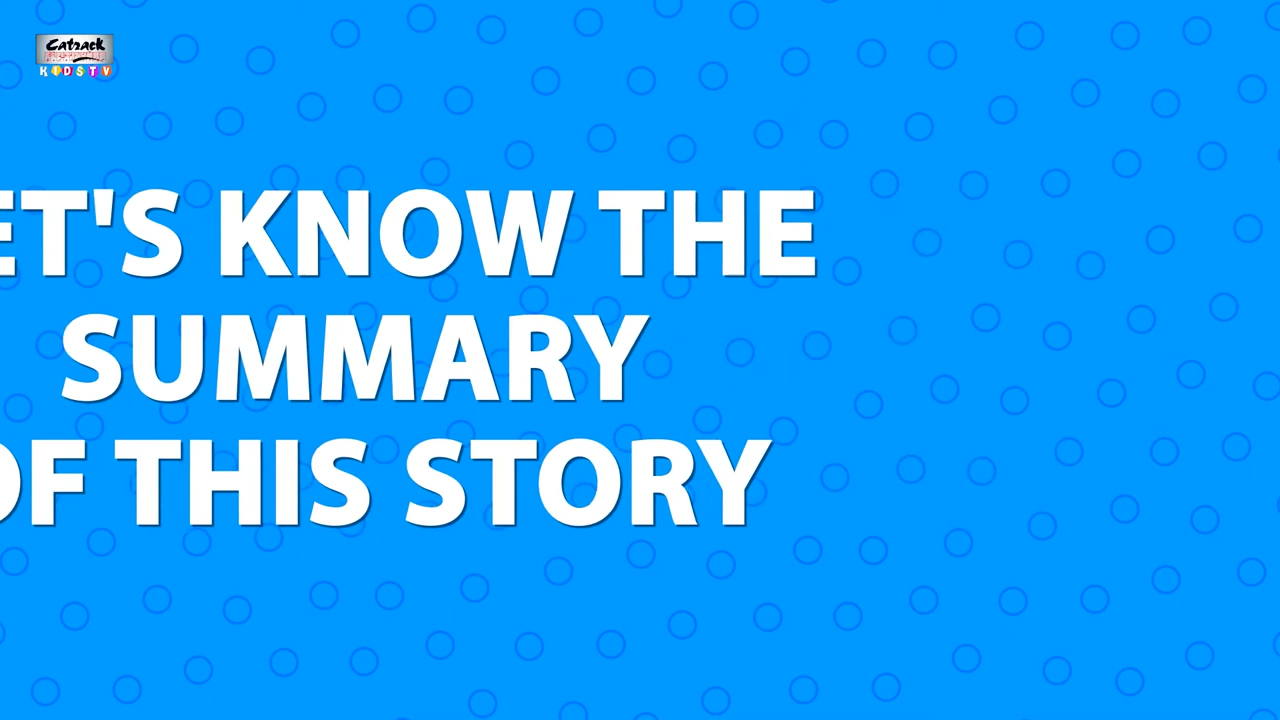 Catrack
KIDS TV
ET'S KNOW THE
SUMMARY
OF THIS STORY